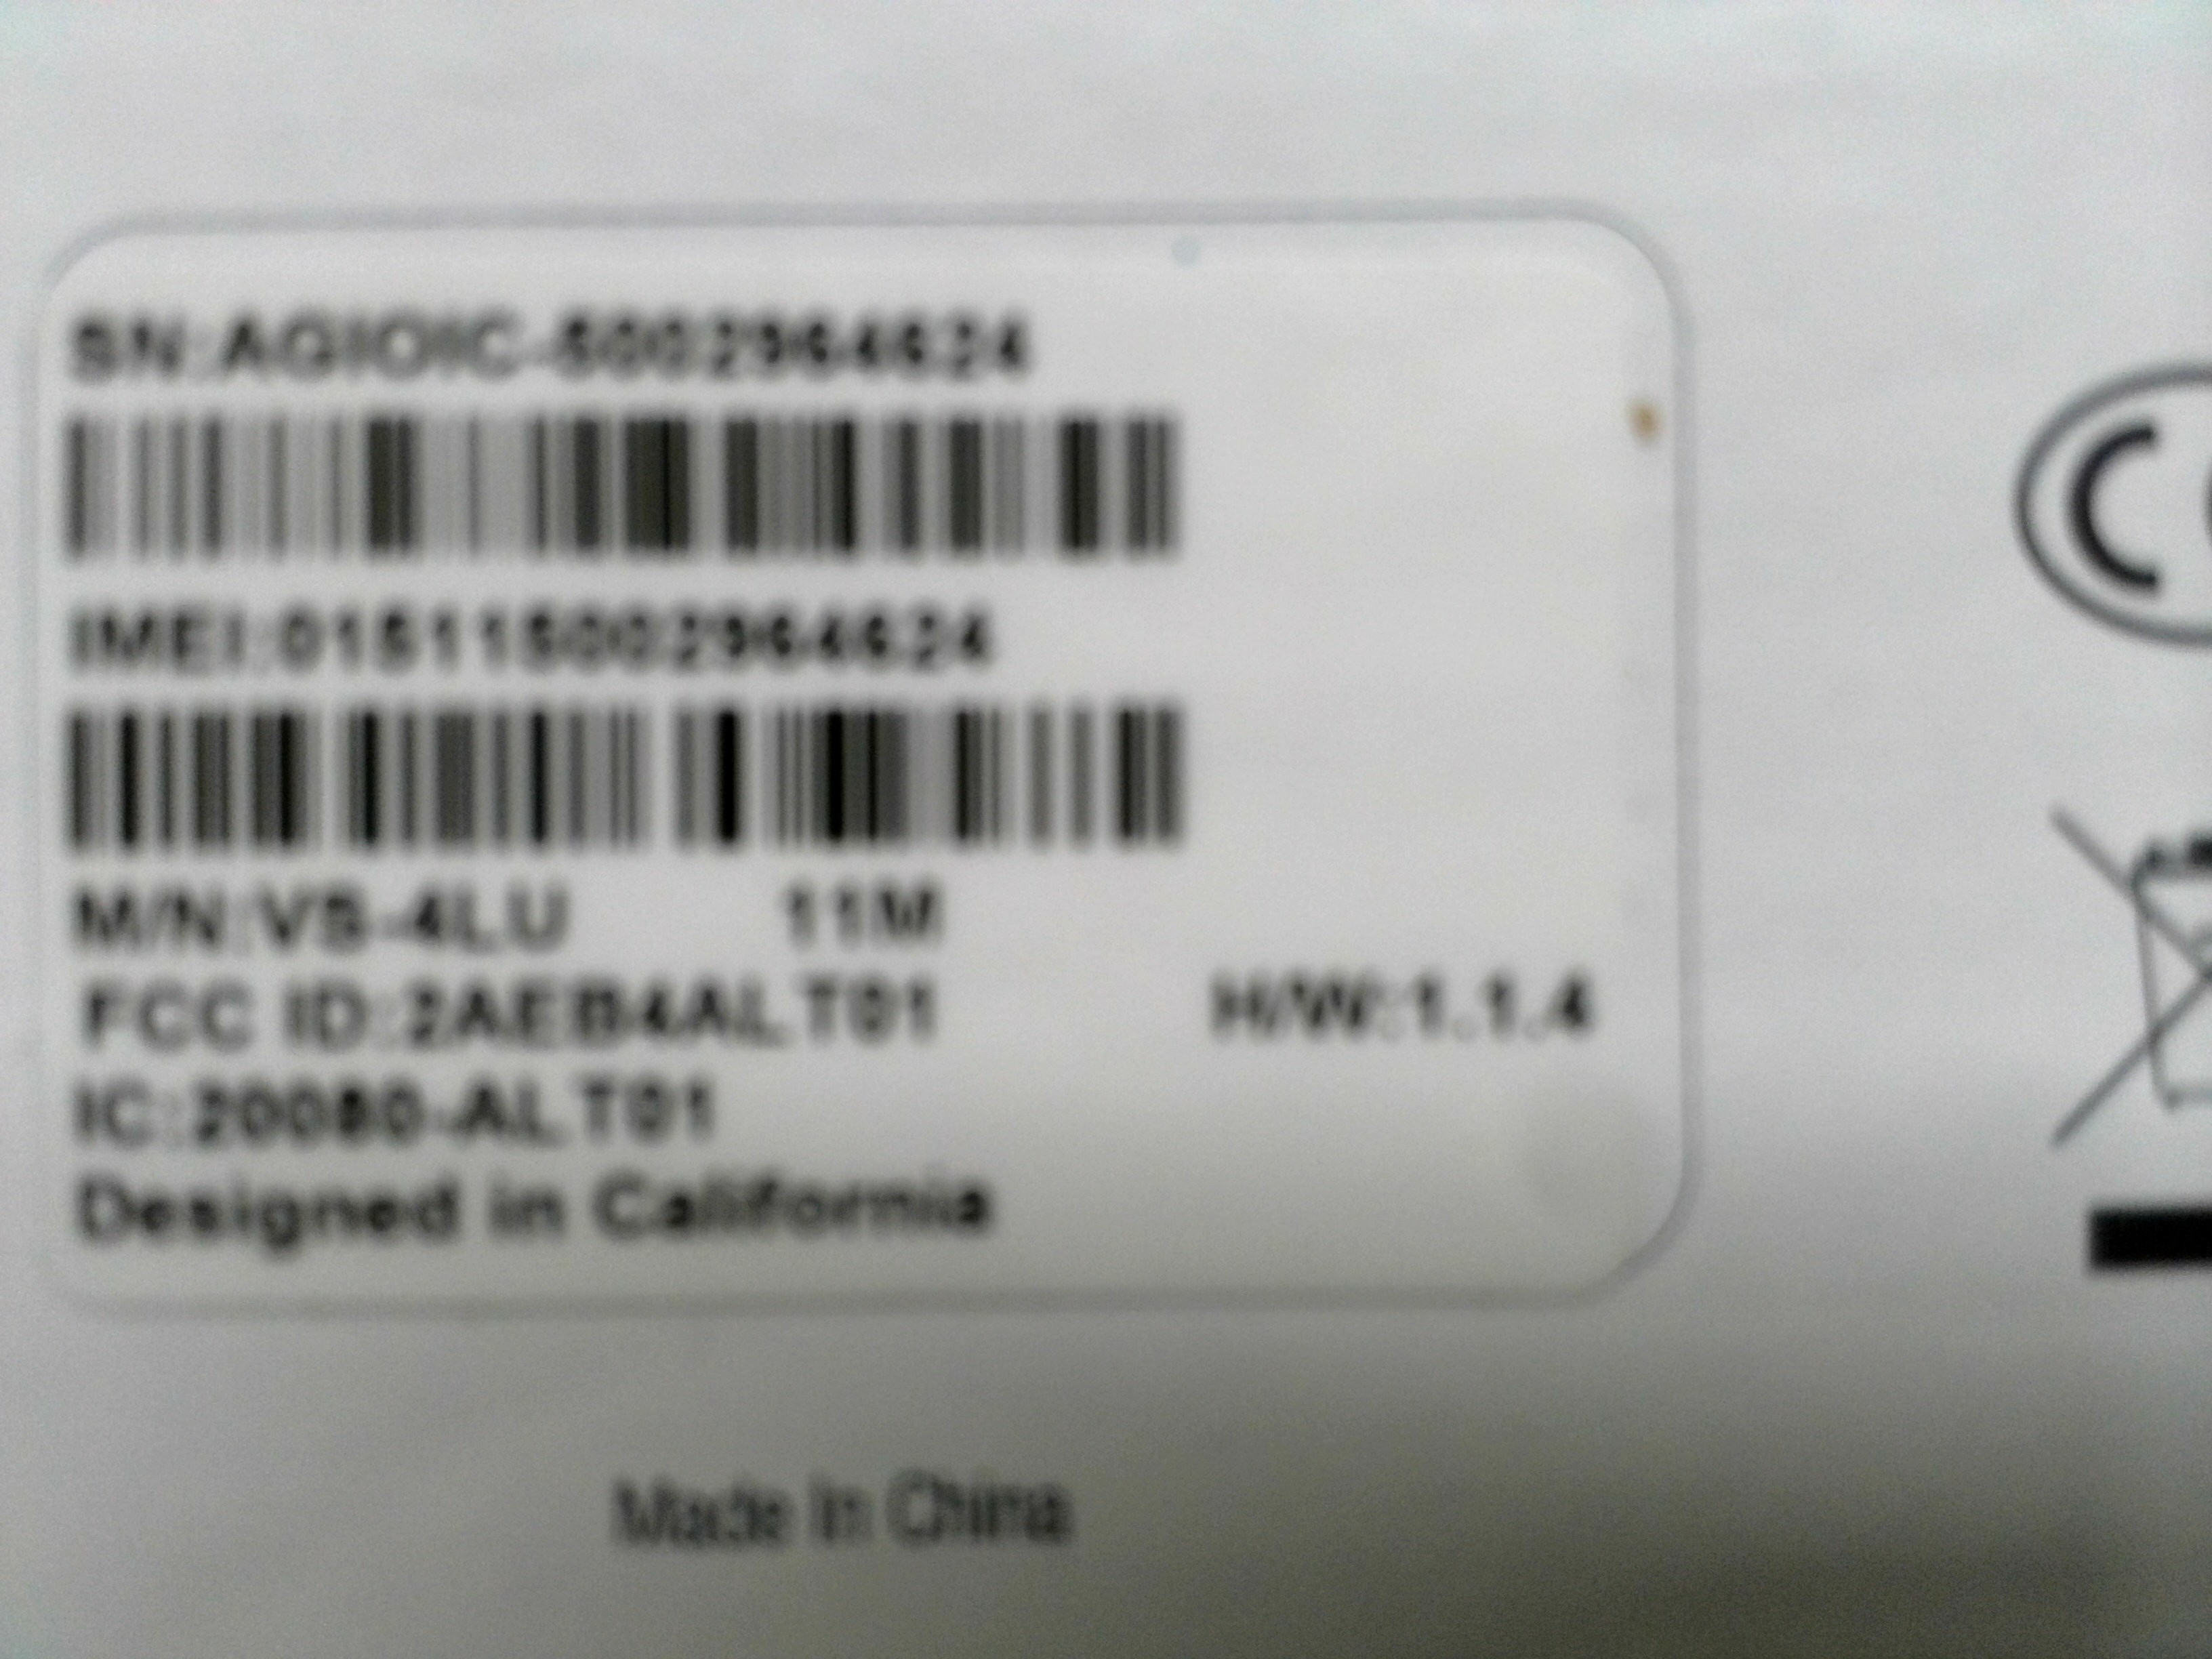 SN:AGIOIC-5002964624
IMEI:015115002964624
M/N:VS-4LU 11M
FCC ID:2AEB4ALT01 H/W:1.1.4
IC:20080-ALT01
Designed in California
Made In China